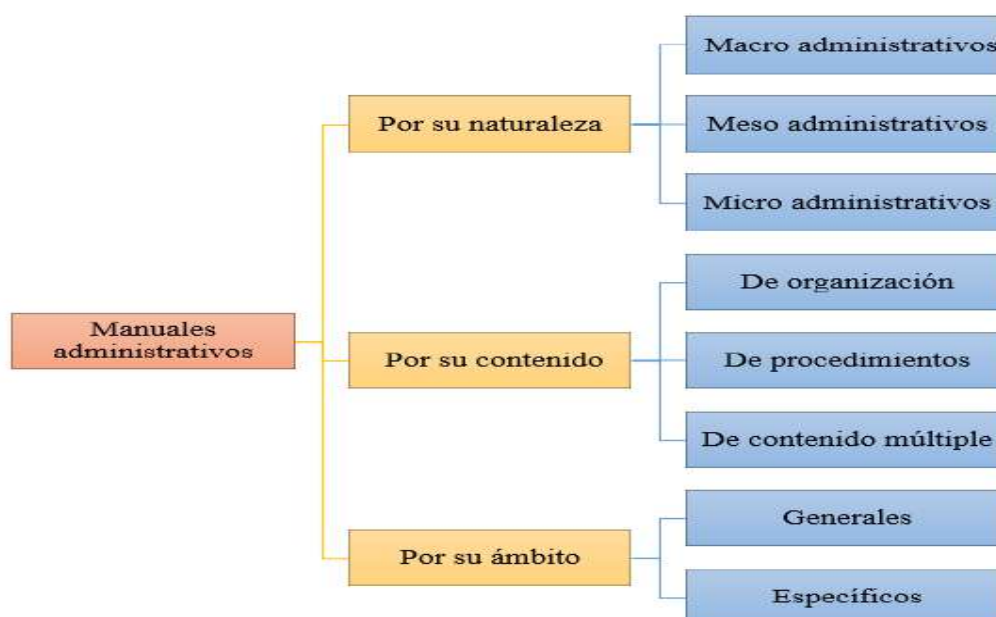 Manuales
administrativos
Por su naturaleza
Macro administrativos
Meso administrativos
Micro administrativos
Por su contenido
De organización
De procedimientos
De contenido múltiple
Por su ámbito
Generales
Específicos